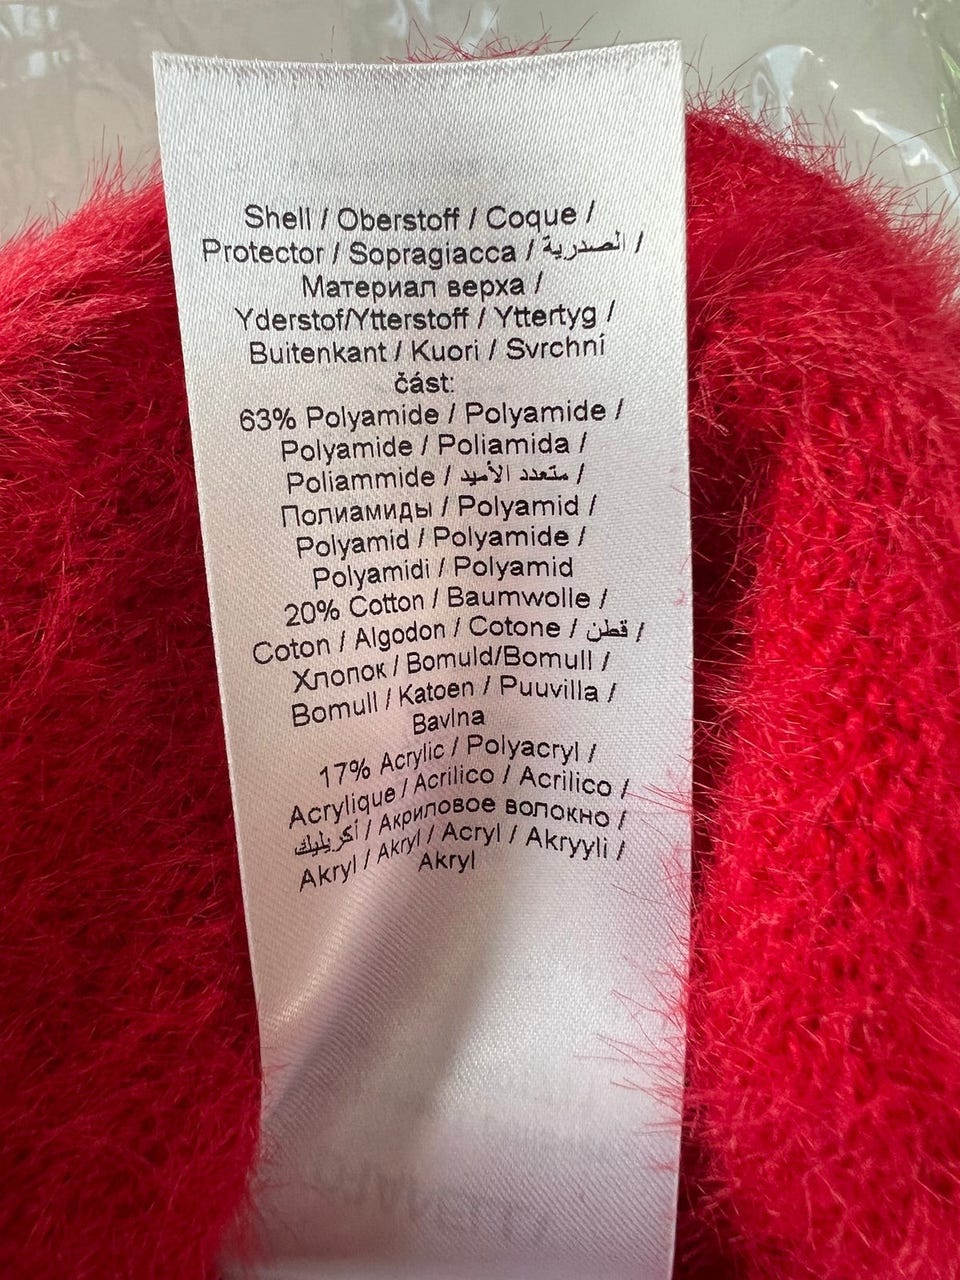 Shell / Oberstoff / Coque /
Protector / Sopragiacca / الصدرية /
Материал верха /
Yderstof/Ytterstoff / Yttertyg /
Buitenkant / Kuori / Svrchní
část:
63% Polyamide / Polyamide /
Polyamide / Poliamida /
Poliammide / متعدد الأميد /
Полиамиды / Polyamid /
Polyamid / Polyamide /
Polyamidi / Polyamid
20% Cotton / Baumwolle /
Coton / Algodon / Cotone / قطن /
Хлопок / Bomuld/Bomull /
Bomull / Katoen / Puuvilla /
Bavlna
17% Acrylic / Polyacryl /
Acrylique / Acrilico / Acrilico /
أكريليك / Акриловое волокно /
Akryl / Akryl / Acryl / Akryyli /
Akryl